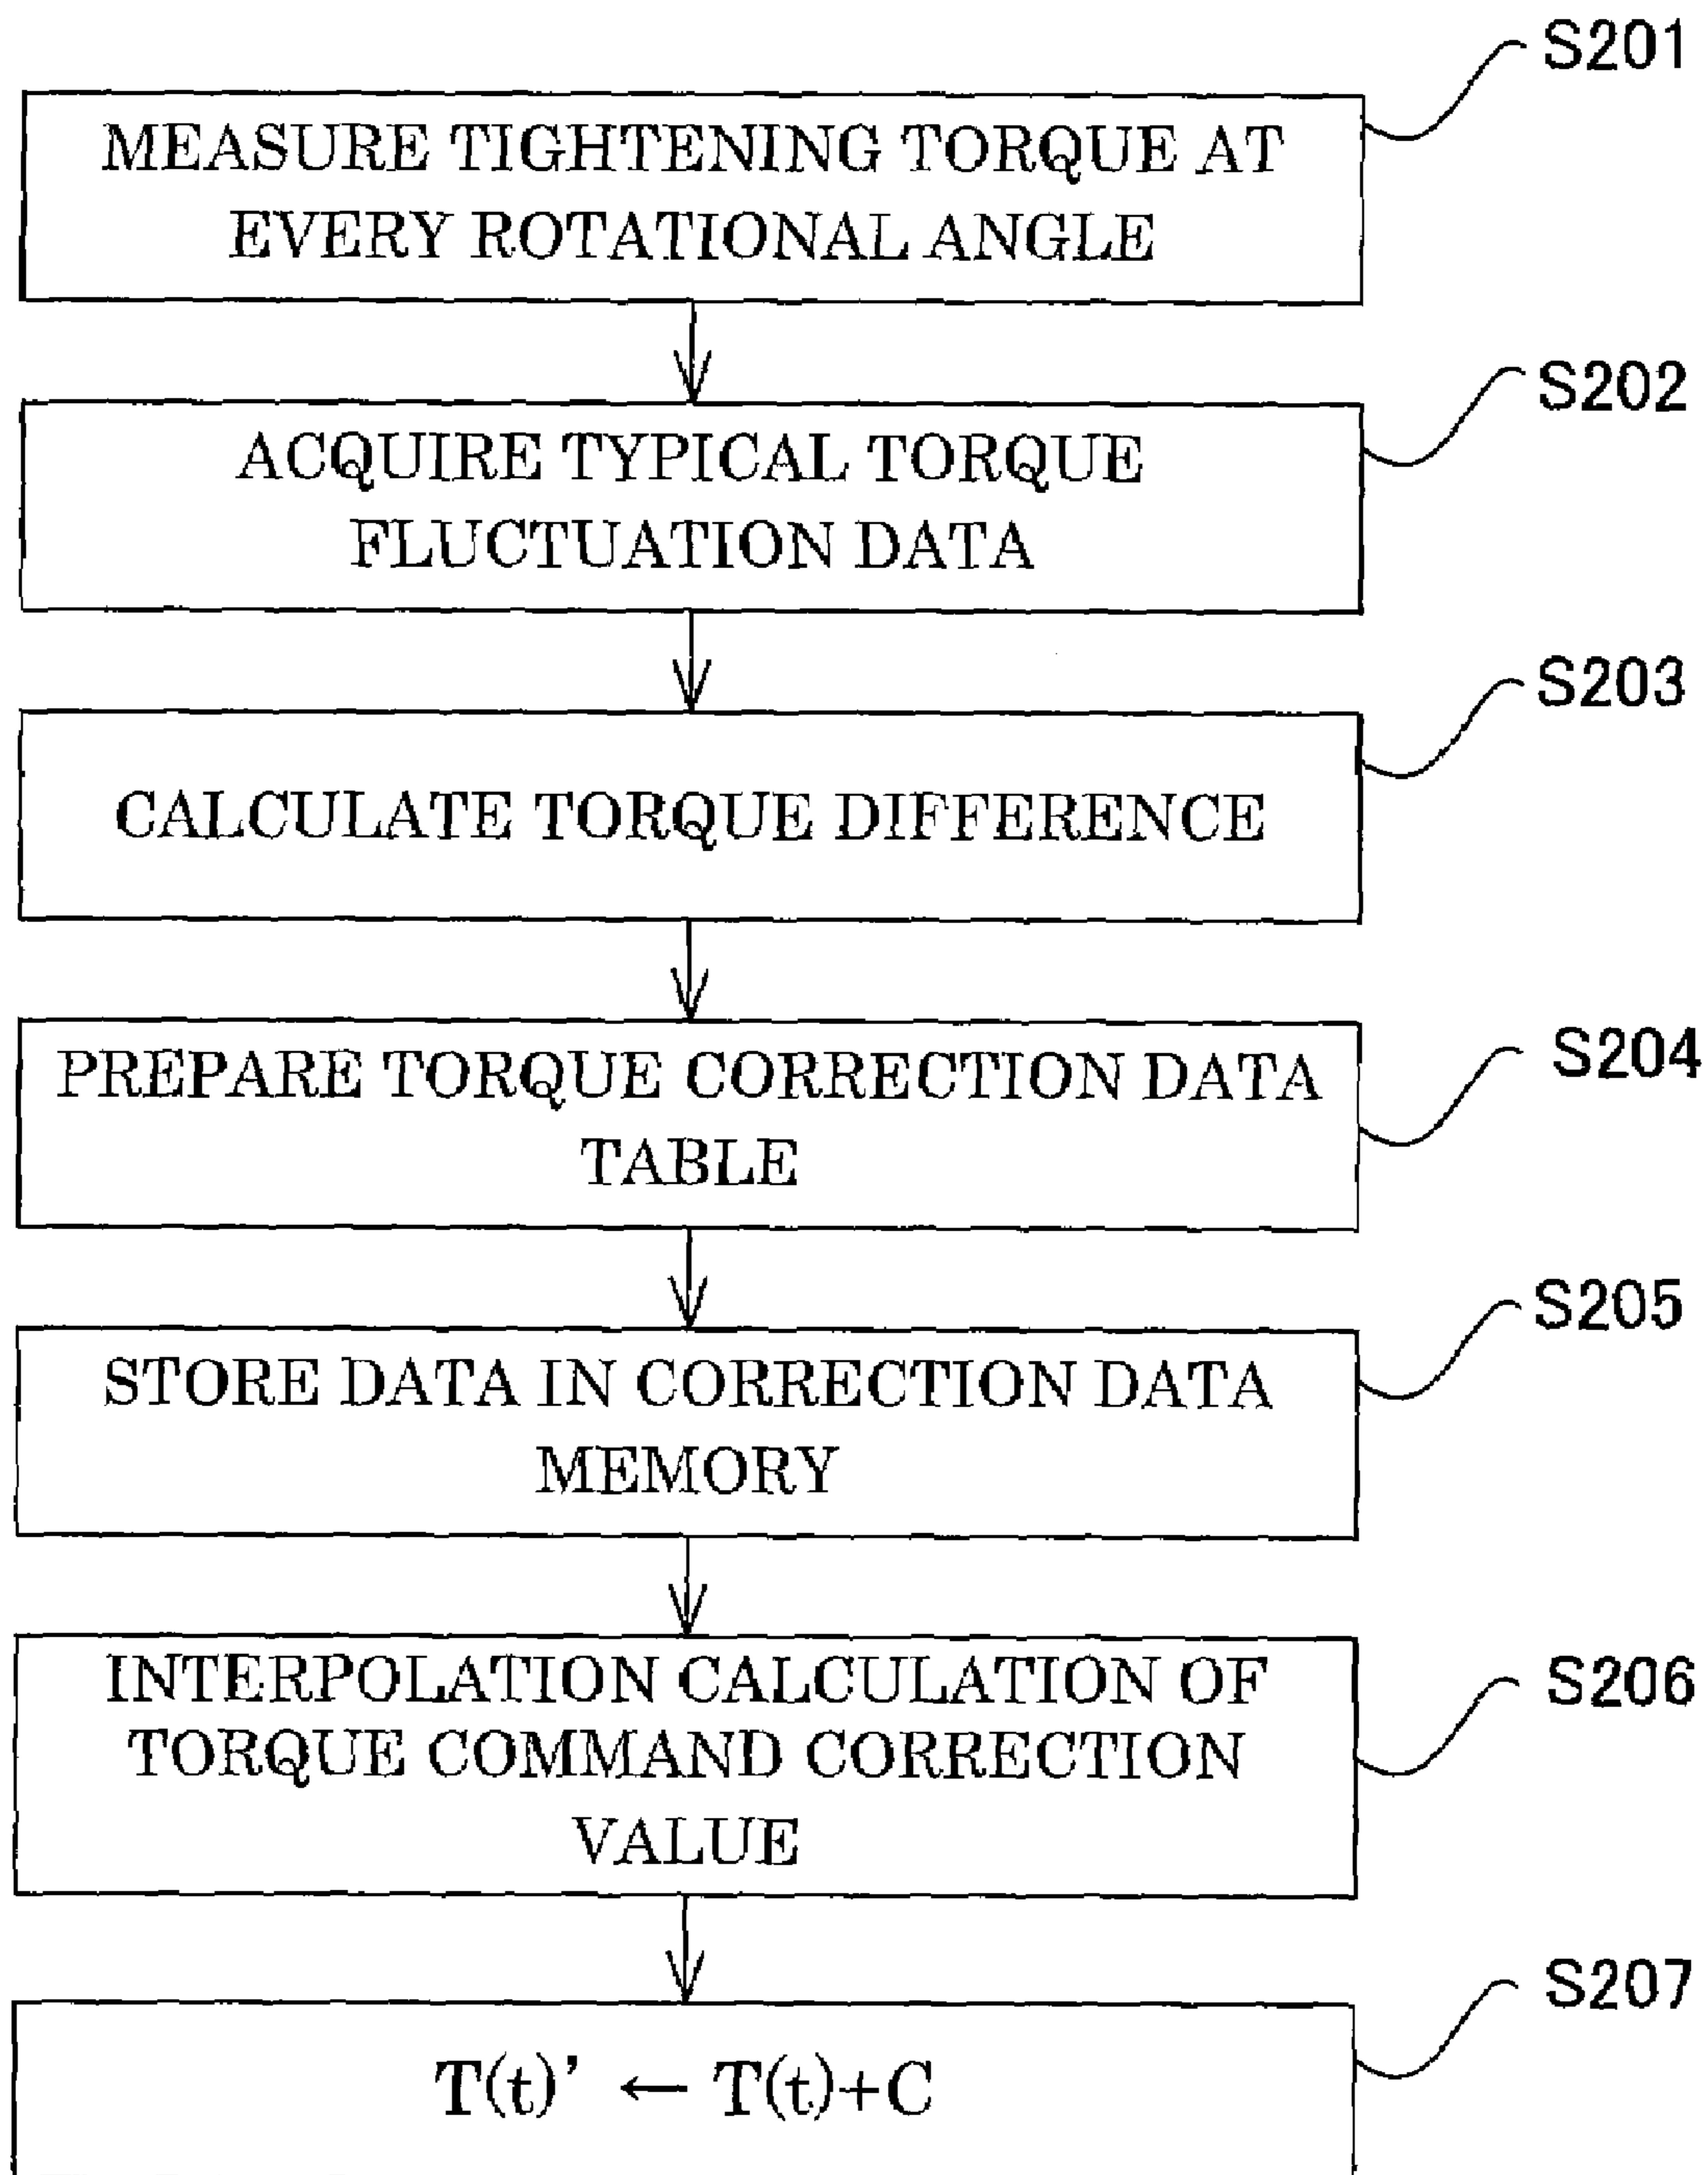 S201
MEASURE TIGHTENING TORQUE AT
EVERY ROTATIONAL ANGLE
S202
ACQUIRE TYPICAL TORQUE
FLUCTUATION DATA
S203
CALCULATE TORQUE DIFFERENCE
S204
PREPARE TORQUE CORRECTION DATA
TABLE
S205
STORE DATA IN CORRECTION DATA
MEMORY
S206
INTERPOLATION CALCULATION OF
TORQUE COMMAND CORRECTION
VALUE
S207
T(t)’ ← T(t)+C